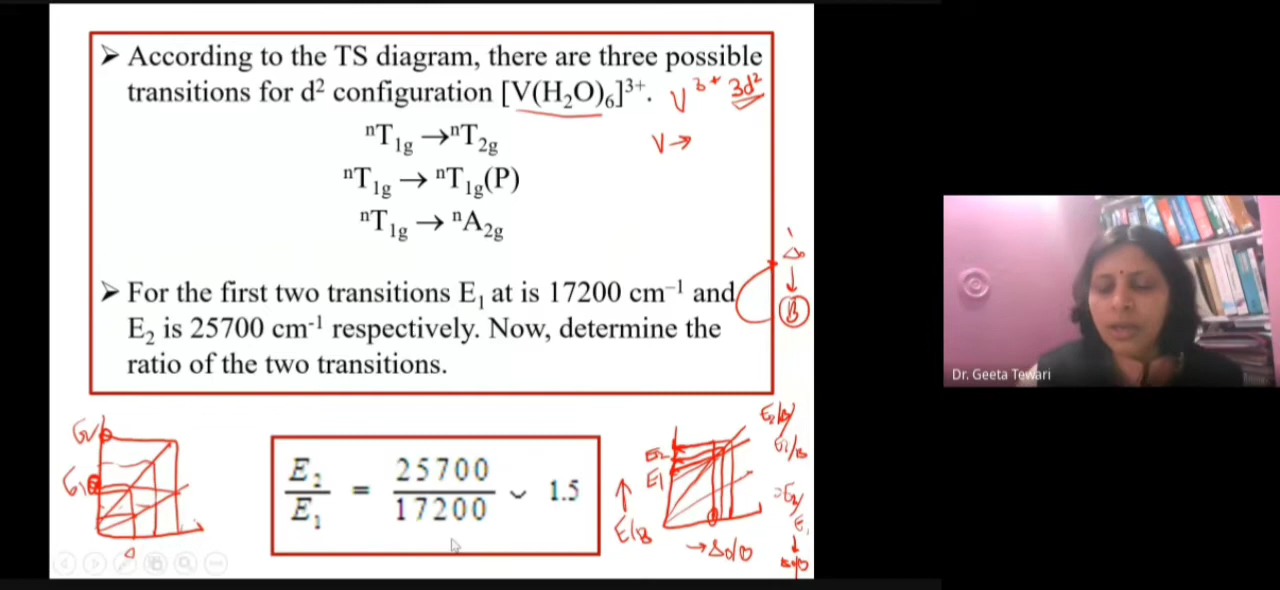 ➤ According to the TS diagram, there are three possible
transitions for d² configuration [V(H₂O)₆]³⁺.
V³⁺ 3d²
V→
ⁿT₁g →ⁿT₂g
ⁿT₁g → ⁿT₁g(P)
ⁿT₁g → ⁿA₂g
➤ For the first two transitions E₁ at is 17200 cm⁻¹ and
E₂ is 25700 cm⁻¹ respectively. Now, determine the
ratio of the two transitions.
Δo
↓
B
E₂/E₁ = 25700/17200 ~ 1.5
E₂
E₁
↑
E/B
Dr. Geeta Tewari